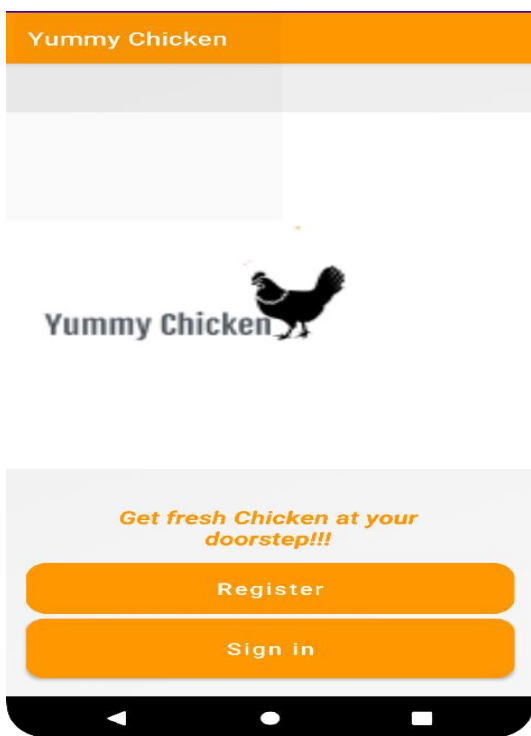 Yummy Chicken
Yummy Chicken
Get fresh Chicken at your
doorstep!!!
Register
Sign in